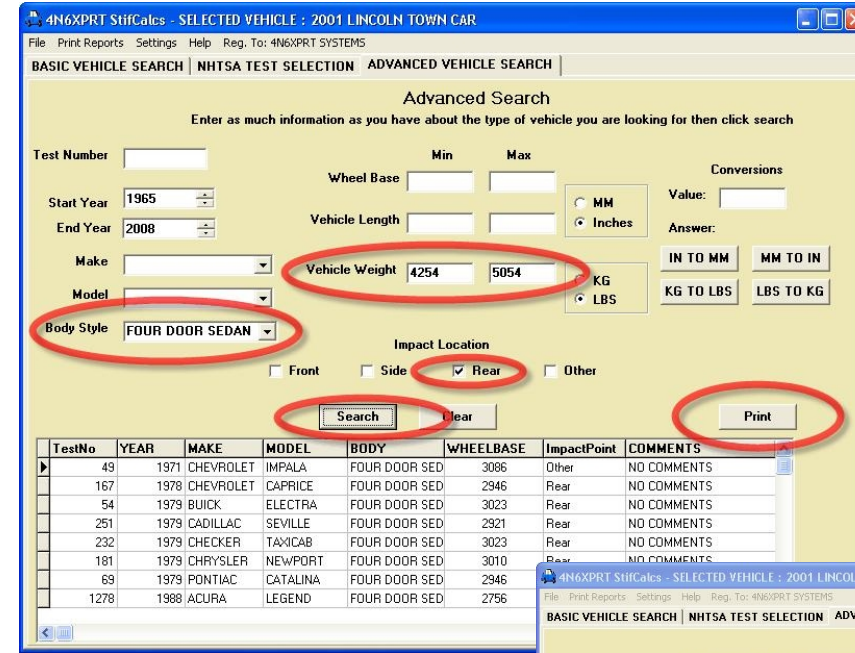 4N6XPRT StifCalcs - SELECTED VEHICLE : 2001 LINCOLN TOWN CAR
File Print Reports Settings Help Reg. To: 4N6XPRT SYSTEMS
BASIC VEHICLE SEARCH NHTSA TEST SELECTION ADVANCED VEHICLE SEARCH
Advanced Search
Enter as much information as you have about the type of vehicle you are looking for then click search
Test Number
Min Max
Wheel Base
Conversions
Start Year 1965
MM
Value:
End Year 2008
Vehicle Length
Inches
Answer:
Make
Vehicle Weight 4254 5054
KG
IN TO MM MM TO IN
Model
LBS
KG TO LBS LBS TO KG
Body Style FOUR DOOR SEDAN
Impact Location
Front Side Rear Other
Search Clear Print
TestNo YEAR MAKE MODEL BODY WHEELBASE ImpactPoint COMMENTS
49 1971 CHEVROLET IMPALA FOUR DOOR SED 3086 Other NO COMMENTS
167 1978 CHEVROLET CAPRICE FOUR DOOR SED 2946 Rear NO COMMENTS
54 1979 BUICK ELECTRA FOUR DOOR SED 3023 Rear NO COMMENTS
251 1979 CADILLAC SEVILLE FOUR DOOR SED 2921 Rear NO COMMENTS
232 1979 CHECKER TAXICAB FOUR DOOR SED 3023 Rear NO COMMENTS
181 1979 CHRYSLER NEWPORT FOUR DOOR SED 3010 Rear NO COMMENTS
69 1979 PONTIAC CATALINA FOUR DOOR SED 2946
1278 1988 ACURA LEGEND FOUR DOOR SED 2756
4N6XPRT StifCalcs - SELECTED VEHICLE : 2001 LINCOL
File Print Reports Settings Help Reg. To: 4N6XPRT SYSTEMS
BASIC VEHICLE SEARCH NHTSA TEST SELECTION ADV